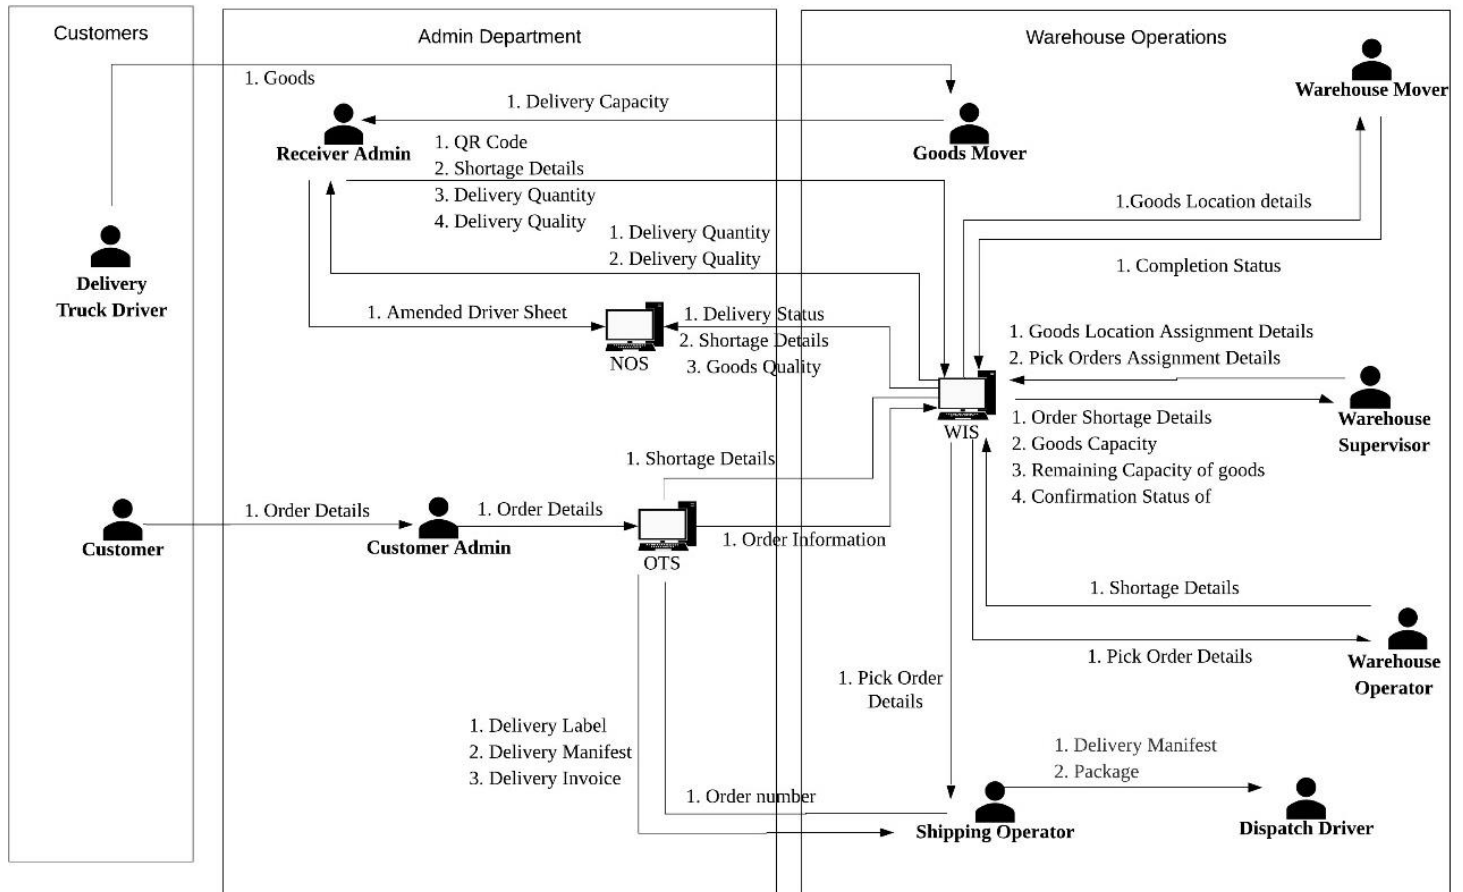 Customers
Admin Department
Warehouse Operations
1. Goods
1. Delivery Capacity
Warehouse Mover
Receiver Admin
1. QR Code
2. Shortage Details
3. Delivery Quantity
4. Delivery Quality
Goods Mover
1.Goods Location details
1. Delivery Quantity
2. Delivery Quality
1. Completion Status
Delivery
Truck Driver
1. Amended Driver Sheet
NOS
1. Delivery Status
2. Shortage Details
3. Goods Quality
1. Goods Location Assignment Details
2. Pick Orders Assignment Details
WIS
Warehouse
Supervisor
1. Order Shortage Details
2. Goods Capacity
3. Remaining Capacity of goods
4. Confirmation Status of
1. Shortage Details
1. Order Details
Customer
1. Order Details
Customer Admin
OTS
1. Order Information
1. Shortage Details
1. Pick Order Details
Warehouse
Operator
1. Pick Order
Details
1. Delivery Label
2. Delivery Manifest
3. Delivery Invoice
1. Order number
1. Delivery Manifest
2. Package
Shipping Operator
Dispatch Driver